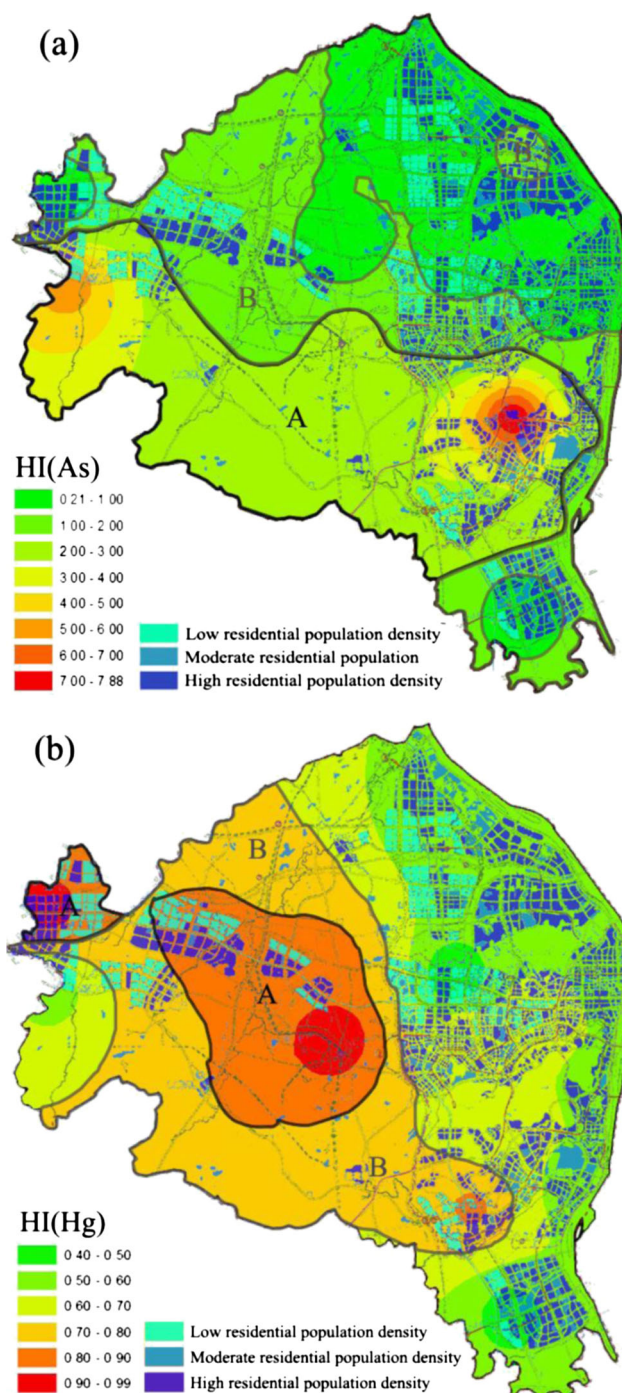 (a)
B
B
A
HI(As)
0 21 - 1 00
1 00 - 2 00
2 00 - 3 00
3 00 - 4 00
4 00 - 5 00
5 00 - 6 00
6 00 - 7 00
7 00 - 7 88
Low residential population density
Moderate residential population
High residential population density
(b)
B
A
A
B
HI(Hg)
0 40 - 0 50
0 50 - 0 60
0 60 - 0 70
0 70 - 0 80
0 80 - 0 90
0 90 - 0 99
Low residential population density
Moderate residential population density
High residential population density